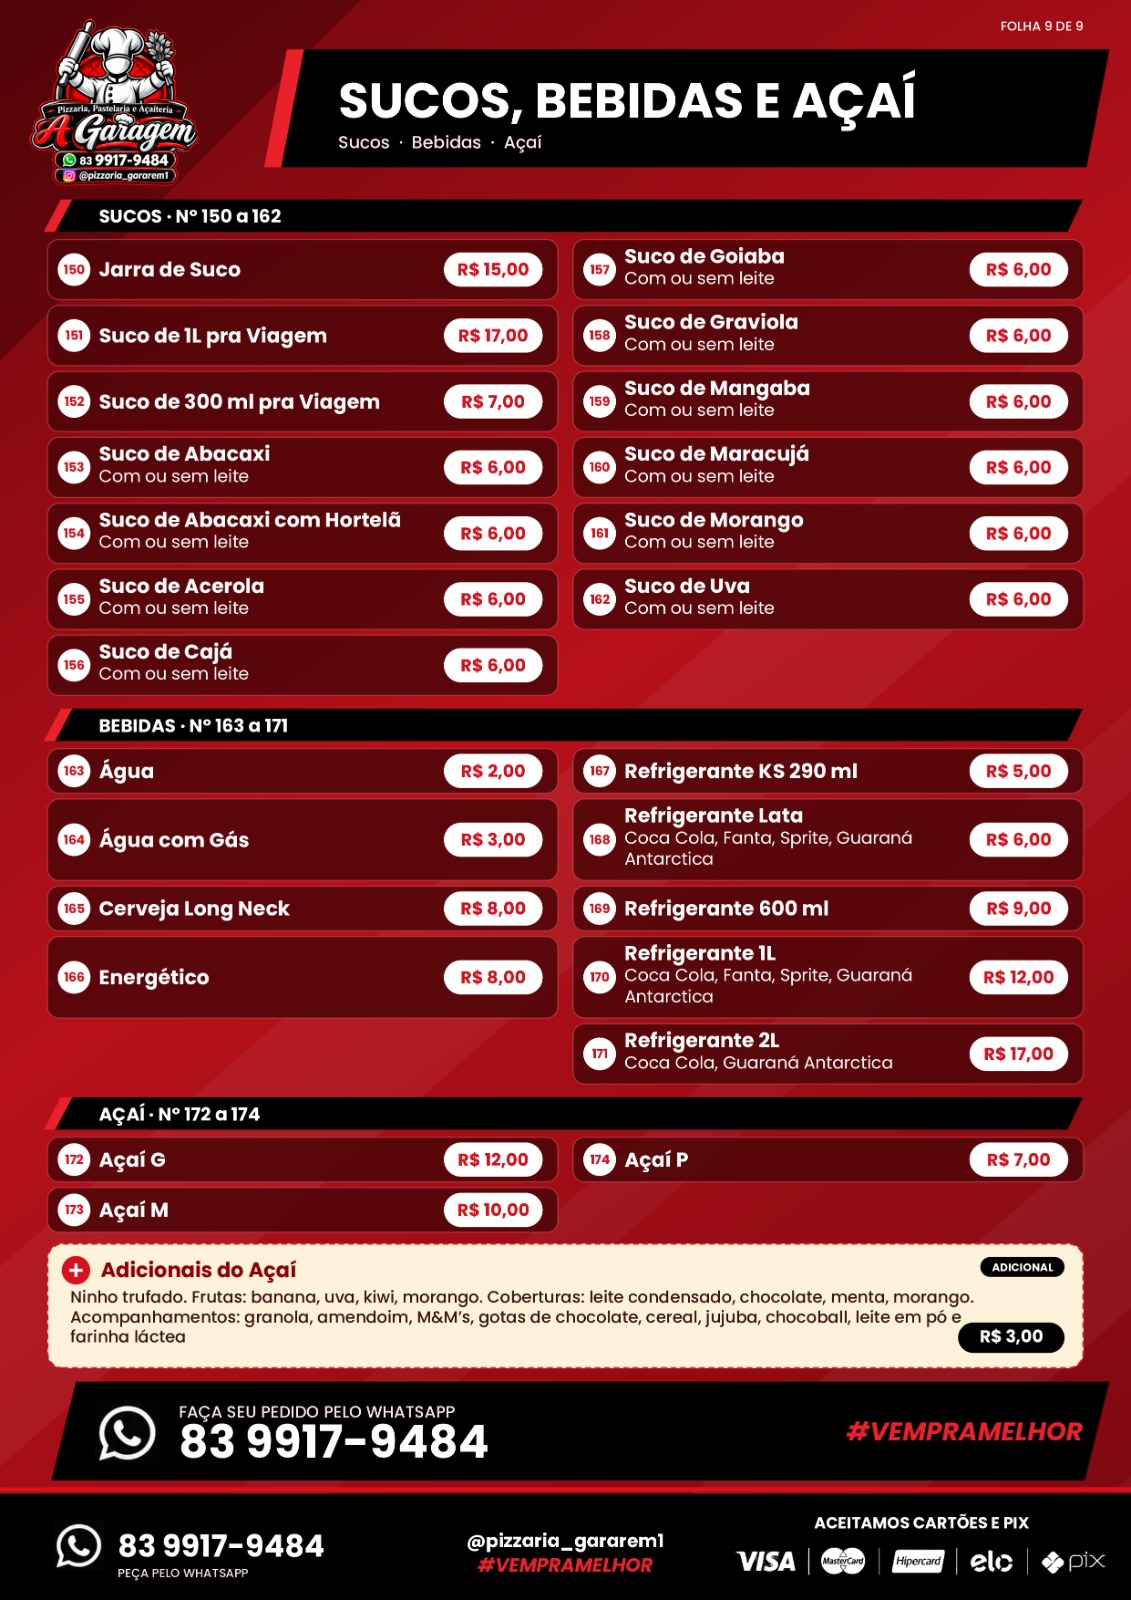 FOLHA 9 DE 9
Pizzaria, Pastelaria e Açaiteria
A Garagem
83 9917-9484
@pizzaria_gararem1
SUCOS, BEBIDAS E AÇAÍ
Sucos · Bebidas · Açaí
SUCOS · Nº 150 a 162
150 Jarra de Suco R$ 15,00
151 Suco de 1L pra Viagem R$ 17,00
152 Suco de 300 ml pra Viagem R$ 7,00
153 Suco de Abacaxi R$ 6,00
Com ou sem leite
154 Suco de Abacaxi com Hortelã R$ 6,00
Com ou sem leite
155 Suco de Acerola R$ 6,00
Com ou sem leite
156 Suco de Cajá R$ 6,00
Com ou sem leite
157 Suco de Goiaba R$ 6,00
Com ou sem leite
158 Suco de Graviola R$ 6,00
Com ou sem leite
159 Suco de Mangaba R$ 6,00
Com ou sem leite
160 Suco de Maracujá R$ 6,00
Com ou sem leite
161 Suco de Morango R$ 6,00
Com ou sem leite
162 Suco de Uva R$ 6,00
Com ou sem leite
BEBIDAS · Nº 163 a 171
163 Água R$ 2,00
164 Água com Gás R$ 3,00
165 Cerveja Long Neck R$ 8,00
166 Energético R$ 8,00
167 Refrigerante KS 290 ml R$ 5,00
168 Refrigerante Lata R$ 6,00
Coca Cola, Fanta, Sprite, Guaraná
Antarctica
169 Refrigerante 600 ml R$ 9,00
170 Refrigerante 1L R$ 12,00
Coca Cola, Fanta, Sprite, Guaraná
Antarctica
171 Refrigerante 2L R$ 17,00
Coca Cola, Guaraná Antarctica
AÇAÍ · Nº 172 a 174
172 Açaí G R$ 12,00
173 Açaí M R$ 10,00
174 Açaí P R$ 7,00
+ Adicionais do Açaí ADICIONAL
Ninho trufado. Frutas: banana, uva, kiwi, morango. Coberturas: leite condensado, chocolate, menta, morango.
Acompanhamentos: granola, amendoim, M&M's, gotas de chocolate, cereal, jujuba, chocoball, leite em pó e
farinha láctea R$ 3,00
FAÇA SEU PEDIDO PELO WHATSAPP
83 9917-9484
#VEMPRAMELHOR
83 9917-9484
PEÇA PELO WHATSAPP
@pizzaria_gararem1
#VEMPRAMELHOR
ACEITAMOS CARTÕES E PIX
VISA MasterCard Hipercard elo pix